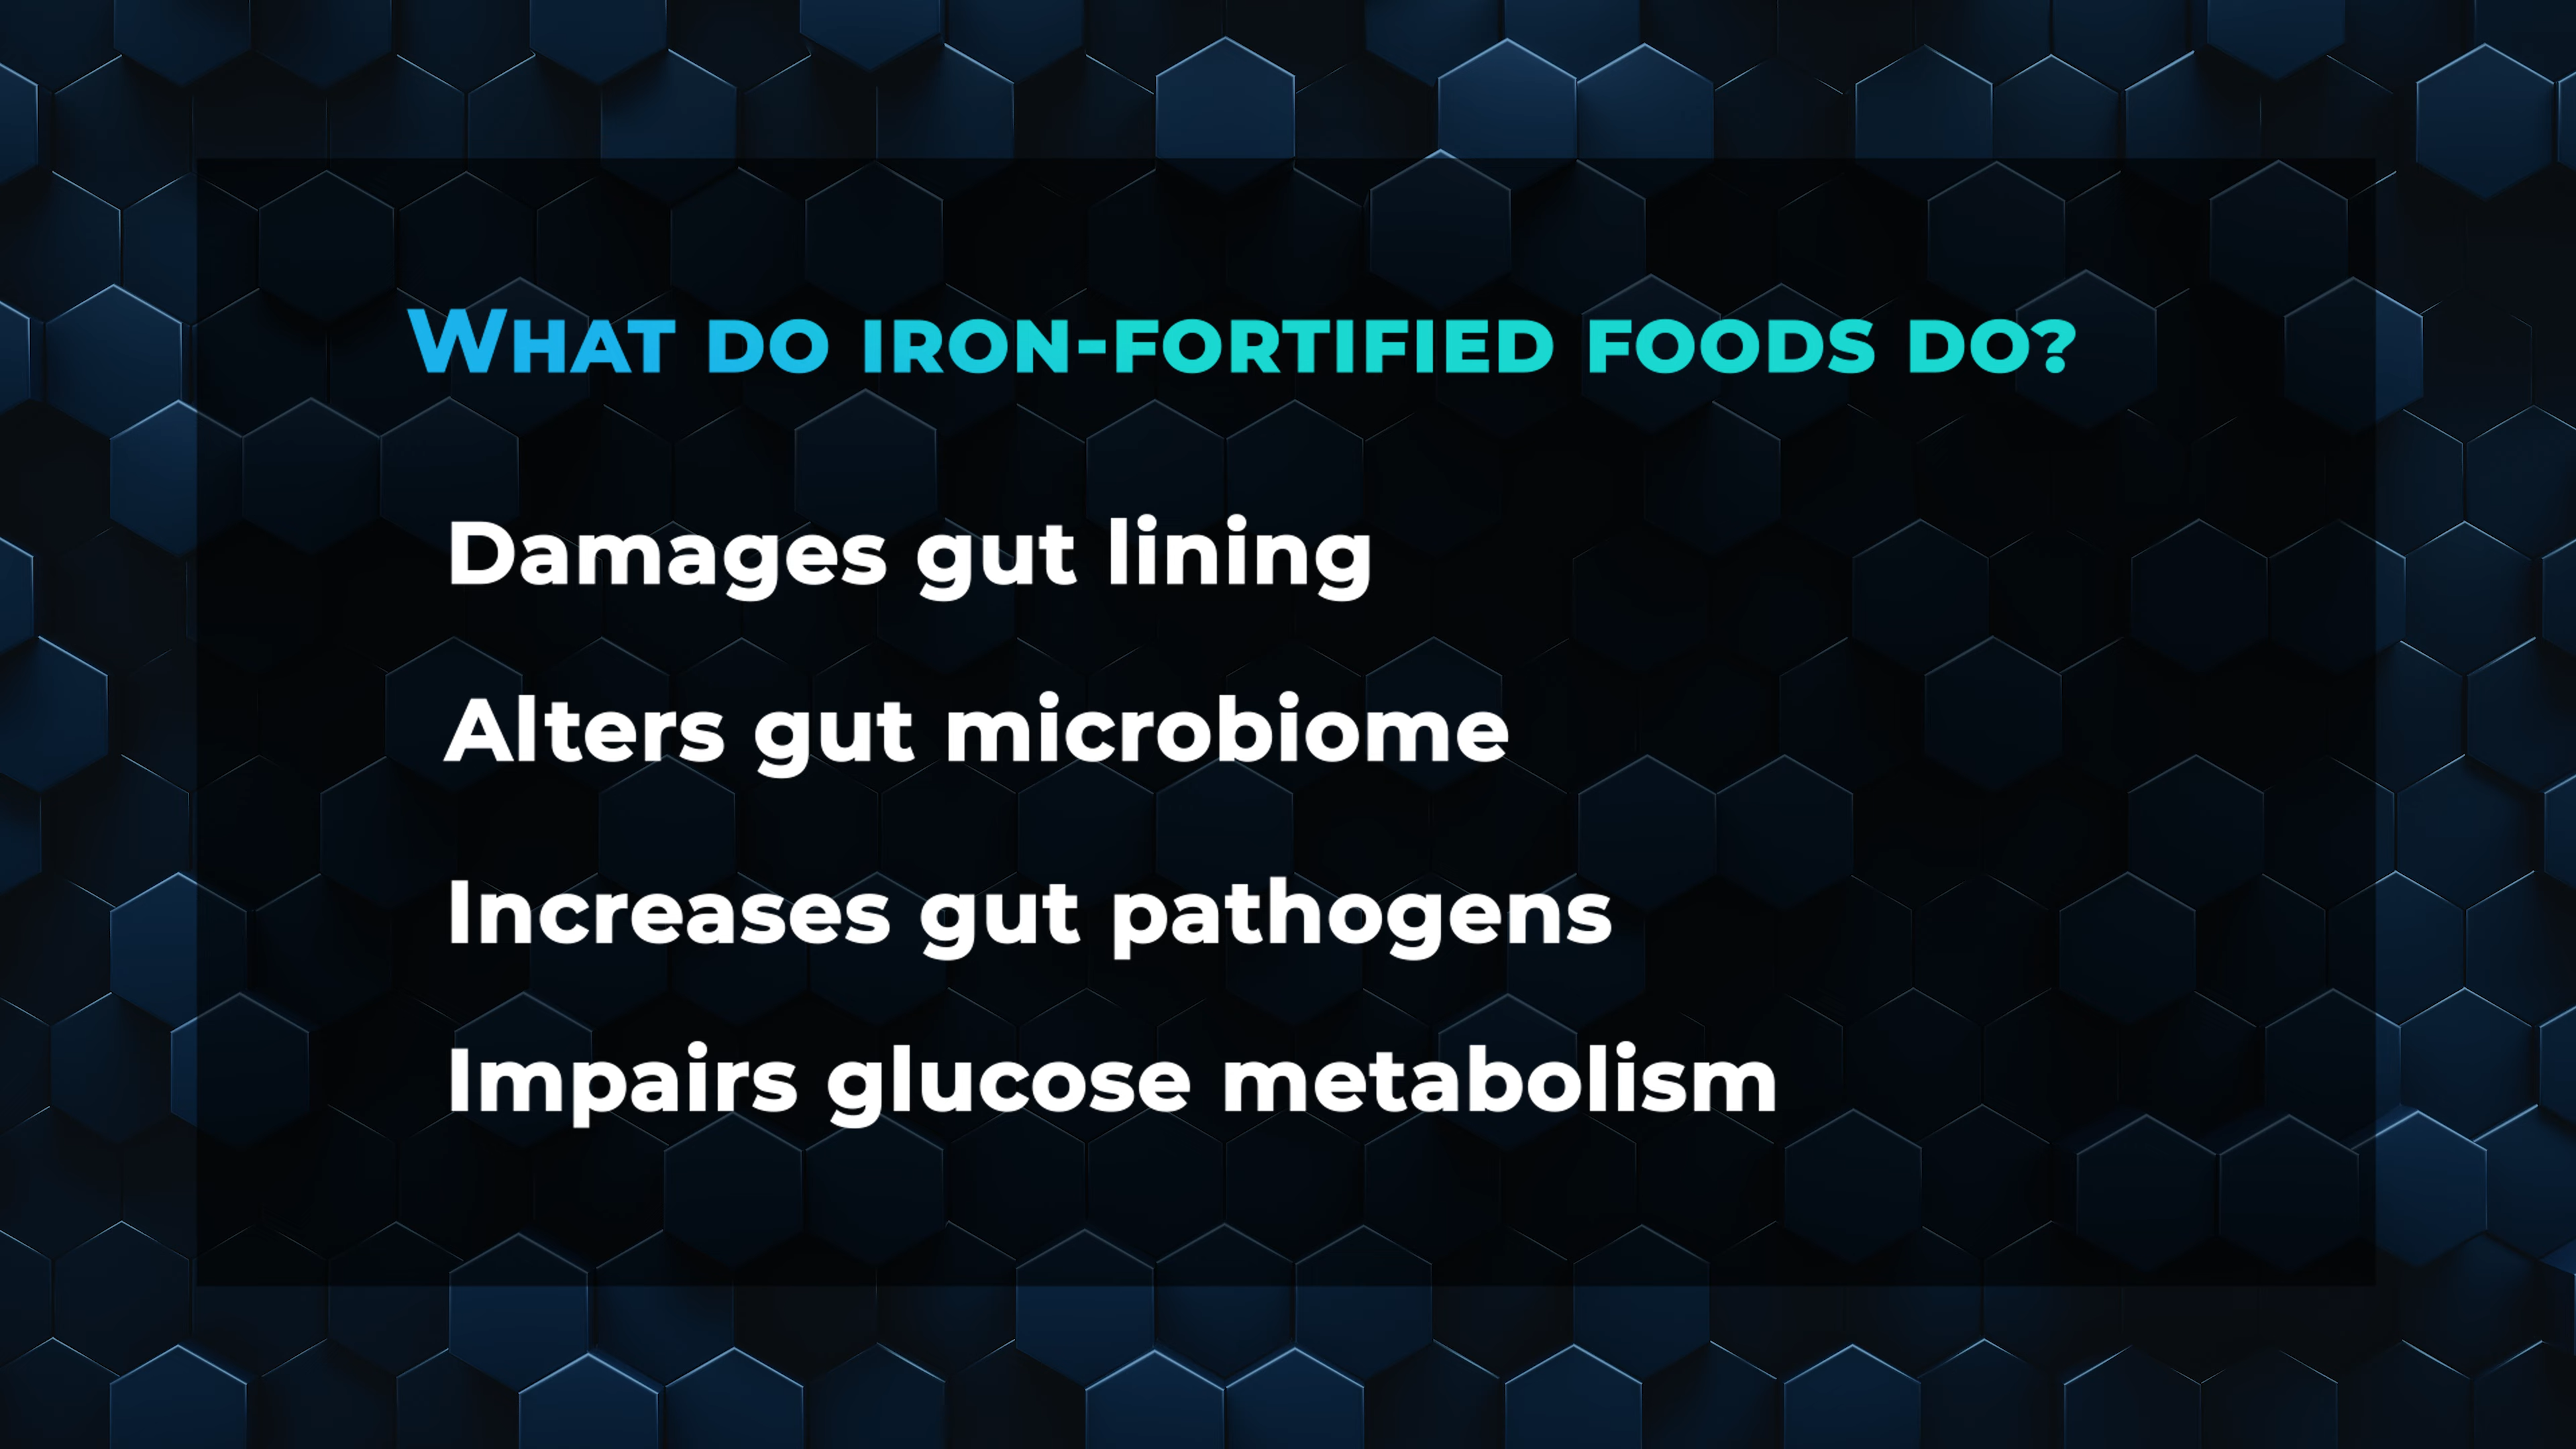 What do iron-fortified foods do?
Damages gut lining
Alters gut microbiome
Increases gut pathogens
Impairs glucose metabolism